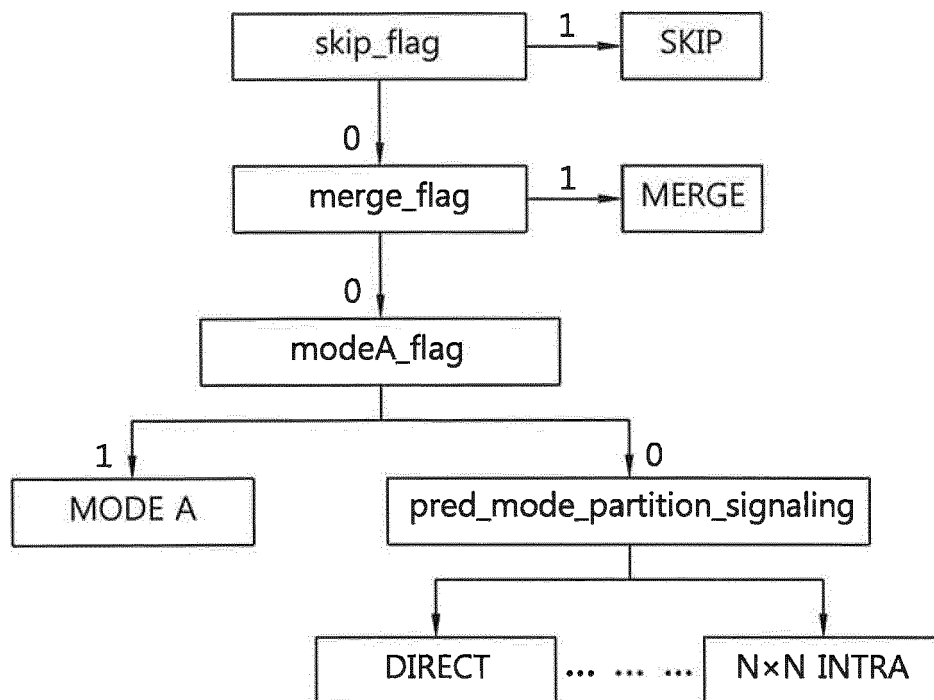 skip_flag 1 SKIP
0
merge_flag 1 MERGE
0
modeA_flag
1 0
MODE A pred_mode_partition_signaling
DIRECT ... ... ... N×N INTRA